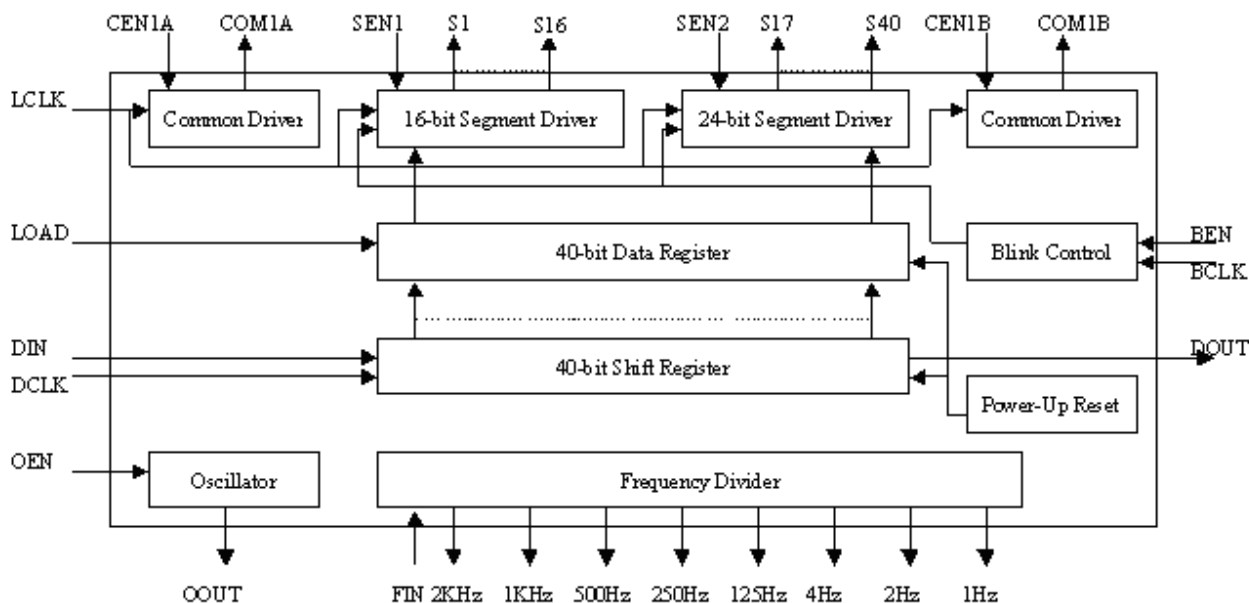 CEN1A COM1A SEN1 S1 S16 SEN2 S17 S40 CEN1B COM1B
LCLK Common Driver 16-bit Segment Driver 24-bit Segment Driver Common Driver
LOAD 40-bit Data Register Blink Control BEN
BCLK
DIN 40-bit Shift Register DOUT
DCLK
Power-Up Reset
OEN Oscillator Frequency Divider
OOUT FIN 2KHz 1KHz 500Hz 250Hz 125Hz 4Hz 2Hz 1Hz